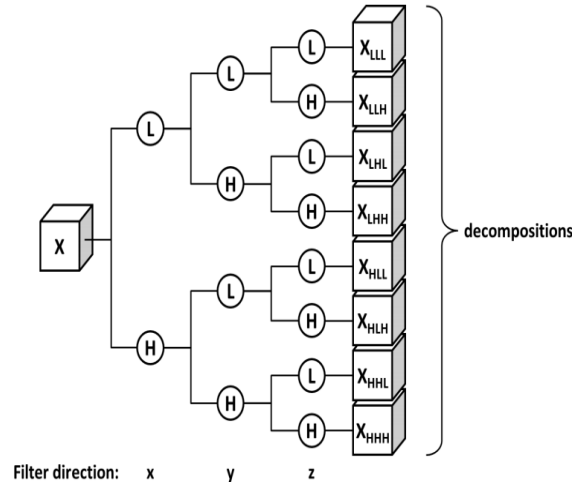 L
X_LLL
L
H
X_LLH
L
L
X_LHL
H
H
X_LHH
X
decompositions
L
X_HLL
L
H
X_HLH
H
L
X_HHL
H
H
X_HHH
Filter direction: x y z